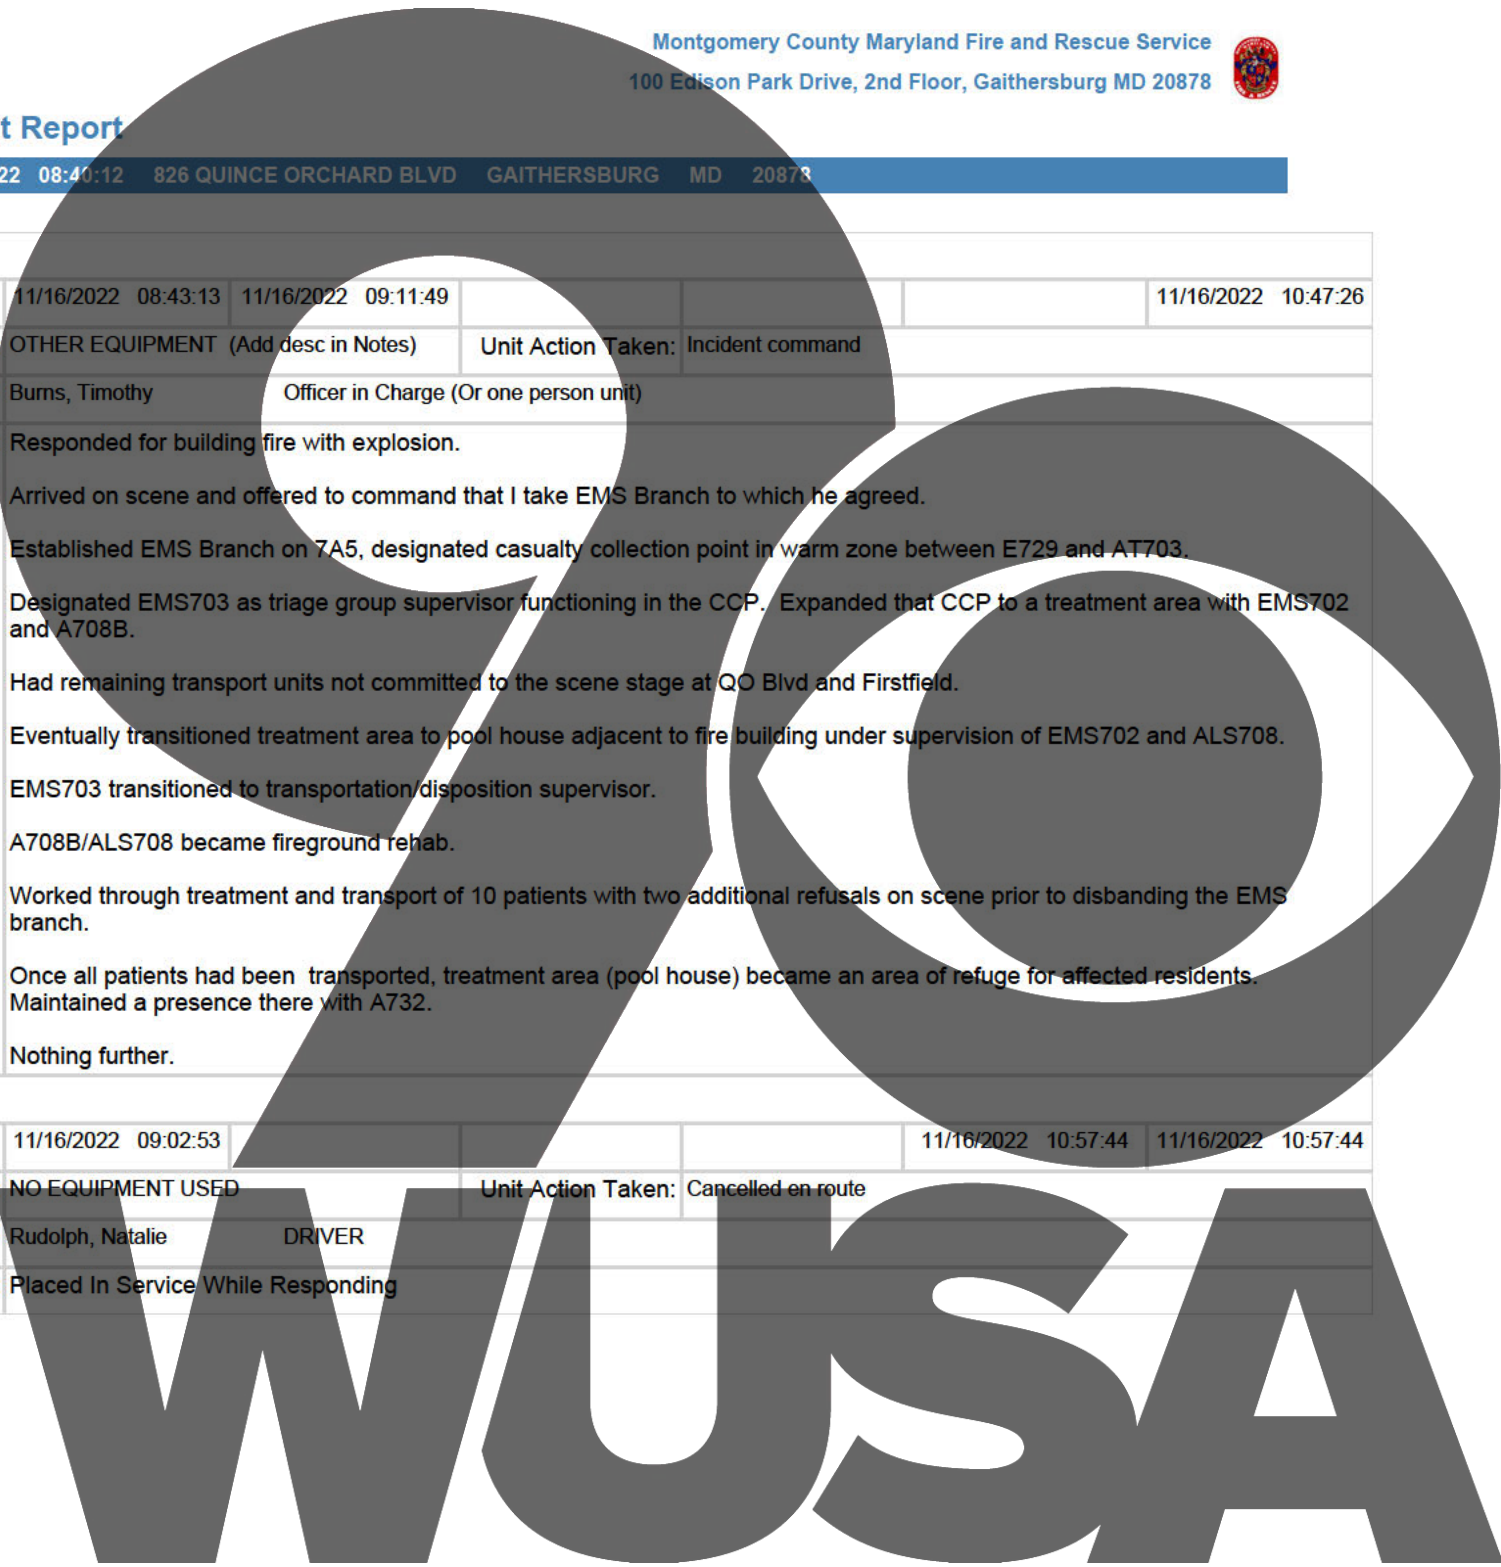 Montgomery County Maryland Fire and Rescue Service
100 Edison Park Drive, 2nd Floor, Gaithersburg MD 20878
t Report
22 08:40:12 826 QUINCE ORCHARD BLVD GAITHERSBURG MD 20878
11/16/2022 08:43:13 11/16/2022 09:11:49 11/16/2022 10:47:26
OTHER EQUIPMENT (Add desc in Notes) Unit Action Taken: Incident command
Burns, Timothy Officer in Charge (Or one person unit)
Responded for building fire with explosion.
Arrived on scene and offered to command that I take EMS Branch to which he agreed.
Established EMS Branch on 7A5, designated casualty collection point in warm zone between E729 and AT703.
Designated EMS703 as triage group supervisor functioning in the CCP. Expanded that CCP to a treatment area with EMS702
and A708B.
Had remaining transport units not committed to the scene stage at QO Blvd and Firstfield.
Eventually transitioned treatment area to pool house adjacent to fire building under supervision of EMS702 and ALS708.
EMS703 transitioned to transportation/disposition supervisor.
A708B/ALS708 became fireground rehab.
Worked through treatment and transport of 10 patients with two additional refusals on scene prior to disbanding the EMS
branch.
Once all patients had been transported, treatment area (pool house) became an area of refuge for affected residents.
Maintained a presence there with A732.
Nothing further.
11/16/2022 09:02:53 11/16/2022 10:57:44 11/16/2022 10:57:44
NO EQUIPMENT USED Unit Action Taken: Cancelled en route
Rudolph, Natalie DRIVER
Placed In Service While Responding
9
WUSA